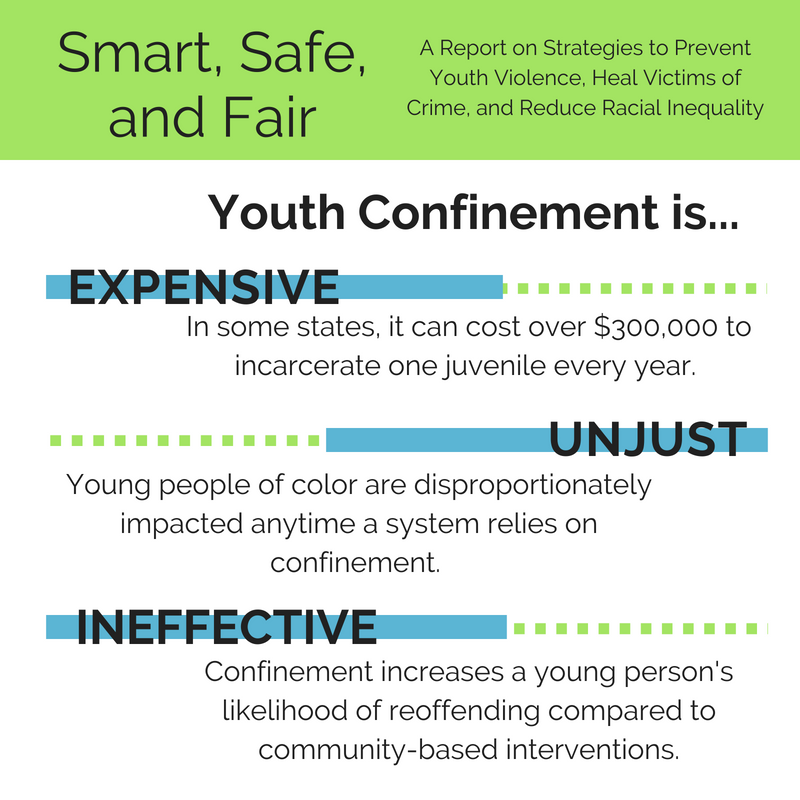 Smart, Safe,
and Fair
A Report on Strategies to Prevent
Youth Violence, Heal Victims of
Crime, and Reduce Racial Inequality
Youth Confinement is...
EXPENSIVE
In some states, it can cost over $300,000 to
incarcerate one juvenile every year.
UNJUST
Young people of color are disproportionately
impacted anytime a system relies on
confinement.
INEFFECTIVE
Confinement increases a young person's
likelihood of reoffending compared to
community-based interventions.